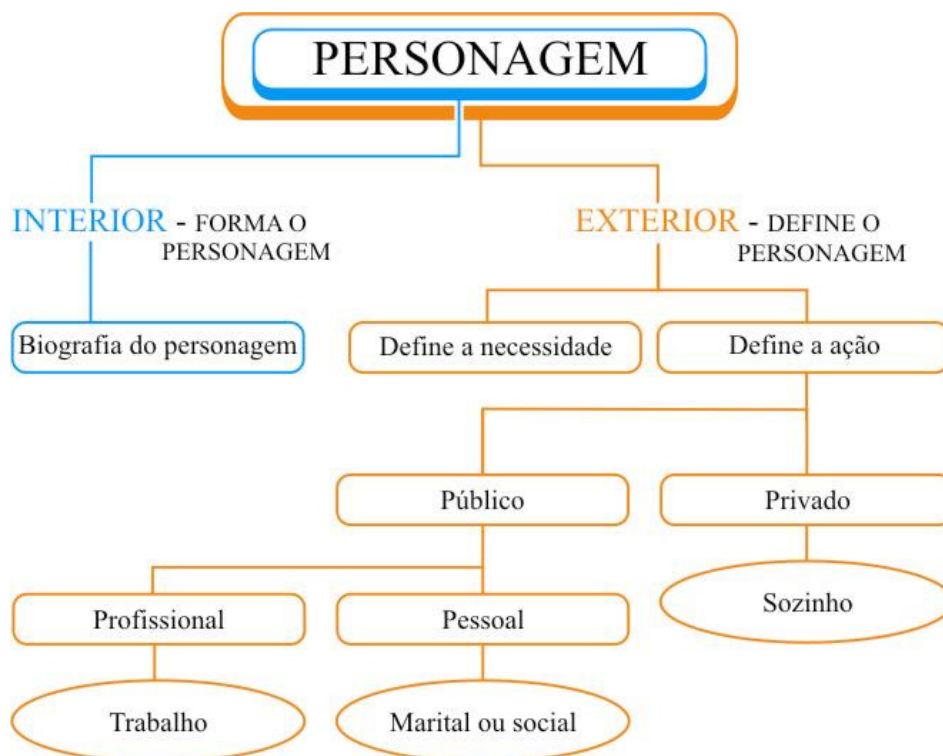 PERSONAGEM
INTERIOR - FORMA O
PERSONAGEM
EXTERIOR - DEFINE O
PERSONAGEM
Biografia do personagem
Define a necessidade
Define a ação
Público
Privado
Profissional
Pessoal
Sozinho
Trabalho
Marital ou social